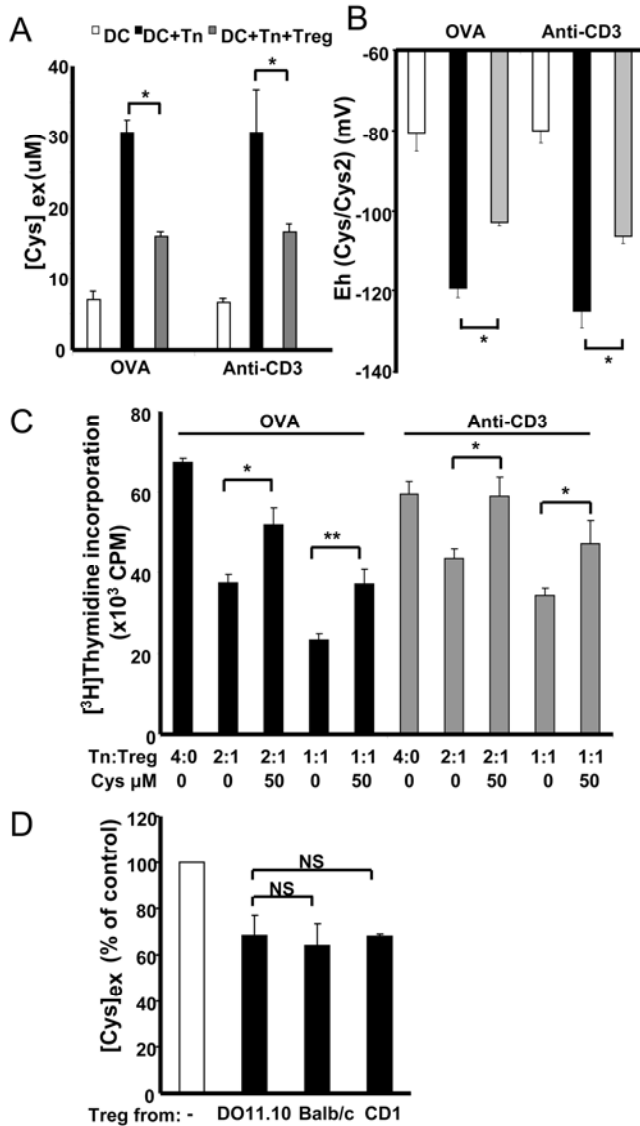 A
DC DC+Tn DC+Tn+Treg
[Cys]ex(uM)
40
30
20
10
0
* *
OVA Anti-CD3
B
OVA Anti-CD3
Eh (Cys/Cys2) (mV)
-60
-80
-100
-120
-140
* *
C
OVA Anti-CD3
[³H]Thymidine incorporation
(x10³ CPM)
80
60
40
20
0
* ** * *
Tn:Treg 4:0 2:1 2:1 1:1 1:1 4:0 2:1 2:1 1:1 1:1
Cys µM 0 0 50 0 50 0 0 50 0 50
D
[Cys]ex (% of control)
120
100
80
60
40
20
0
NS
NS
Treg from: - DO11.10 Balb/c CD1